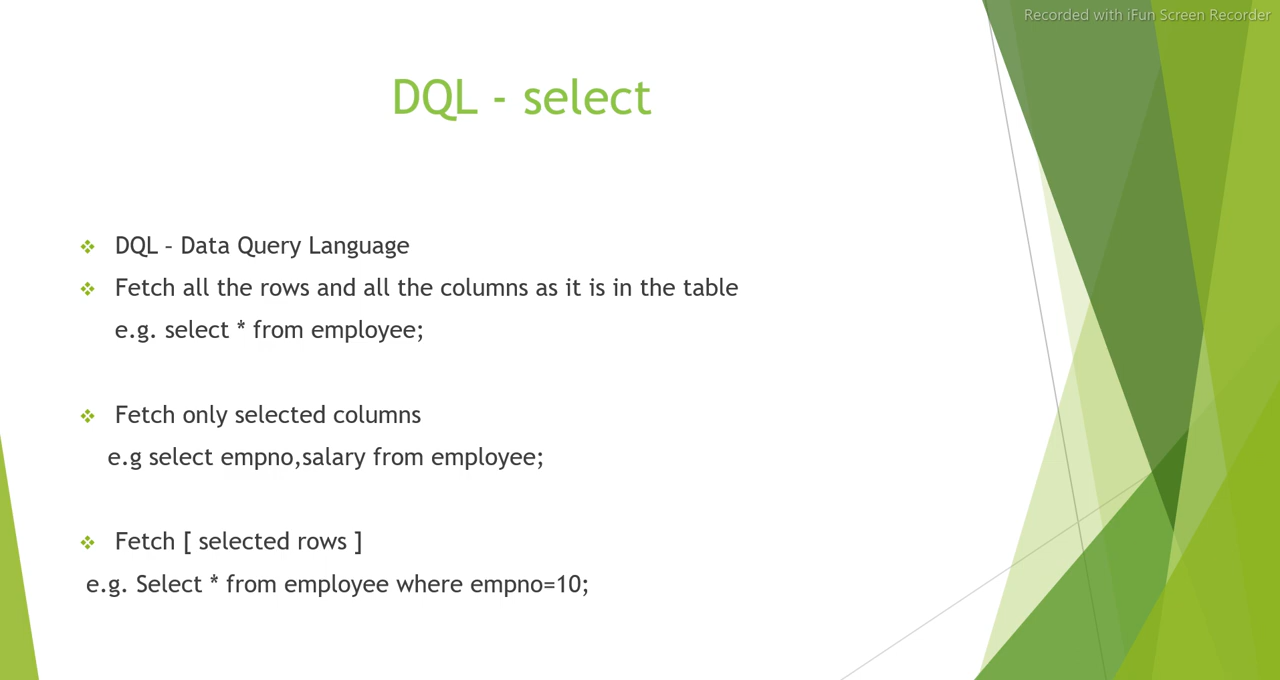 Recorded with iFun Screen Recorder
DQL - select
DQL – Data Query Language
Fetch all the rows and all the columns as it is in the table
e.g. select * from employee;
Fetch only selected columns
e.g select empno,salary from employee;
Fetch [ selected rows ]
e.g. Select * from employee where empno=10;